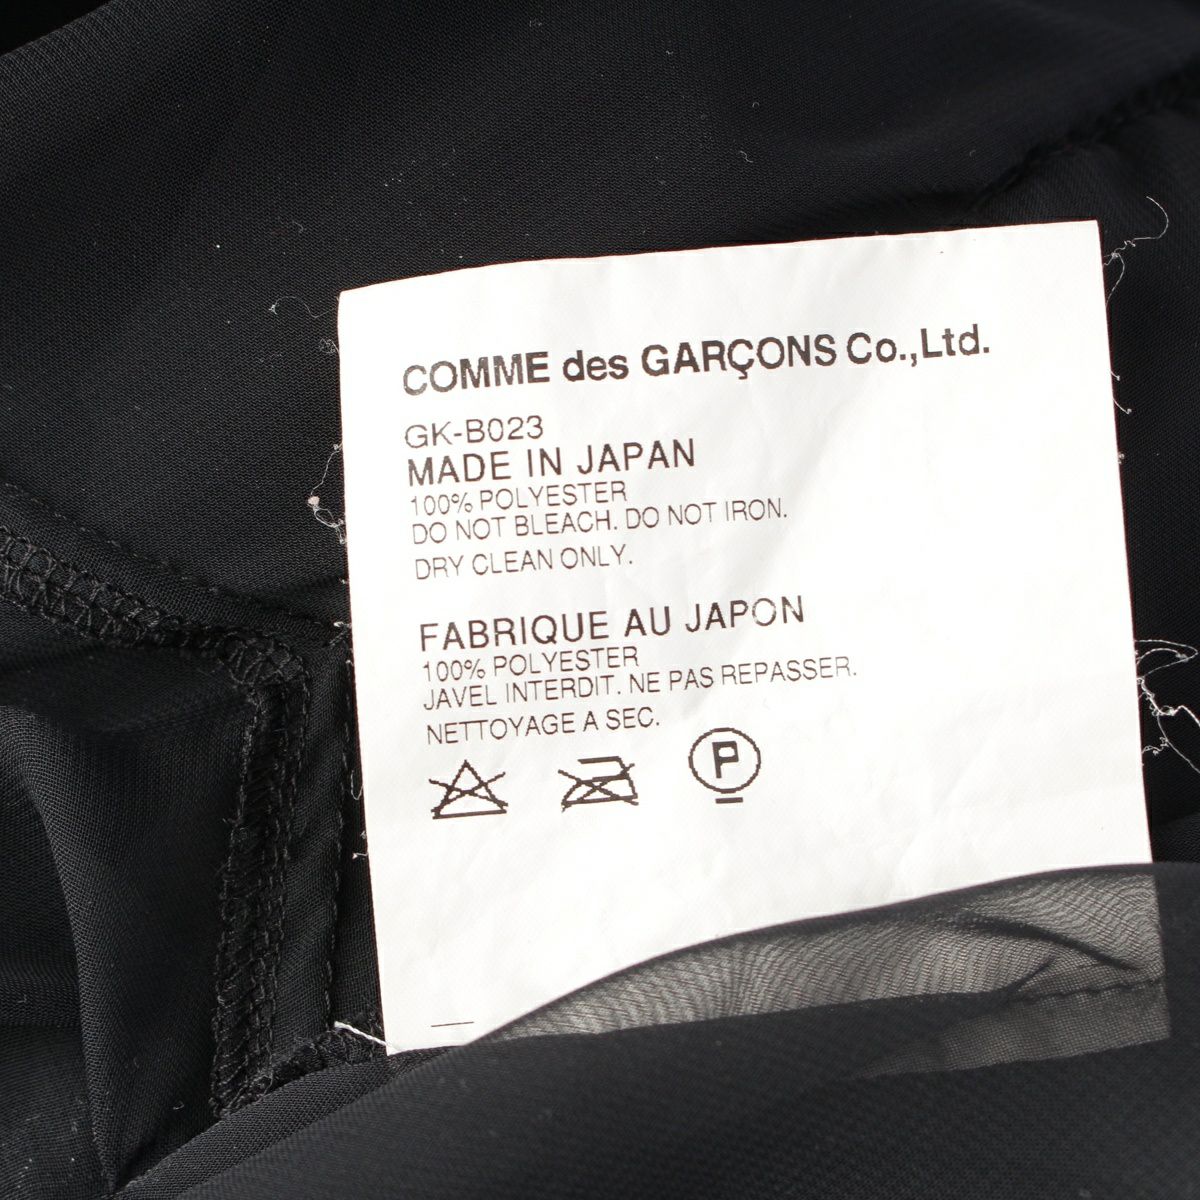 COMME des GARÇONS Co.,Ltd.
GK-B023
MADE IN JAPAN
100% POLYESTER
DO NOT BLEACH. DO NOT IRON.
DRY CLEAN ONLY.
FABRIQUE AU JAPON
100% POLYESTER
JAVEL INTERDIT. NE PAS REPASSER.
NETTOYAGE A SEC.
P